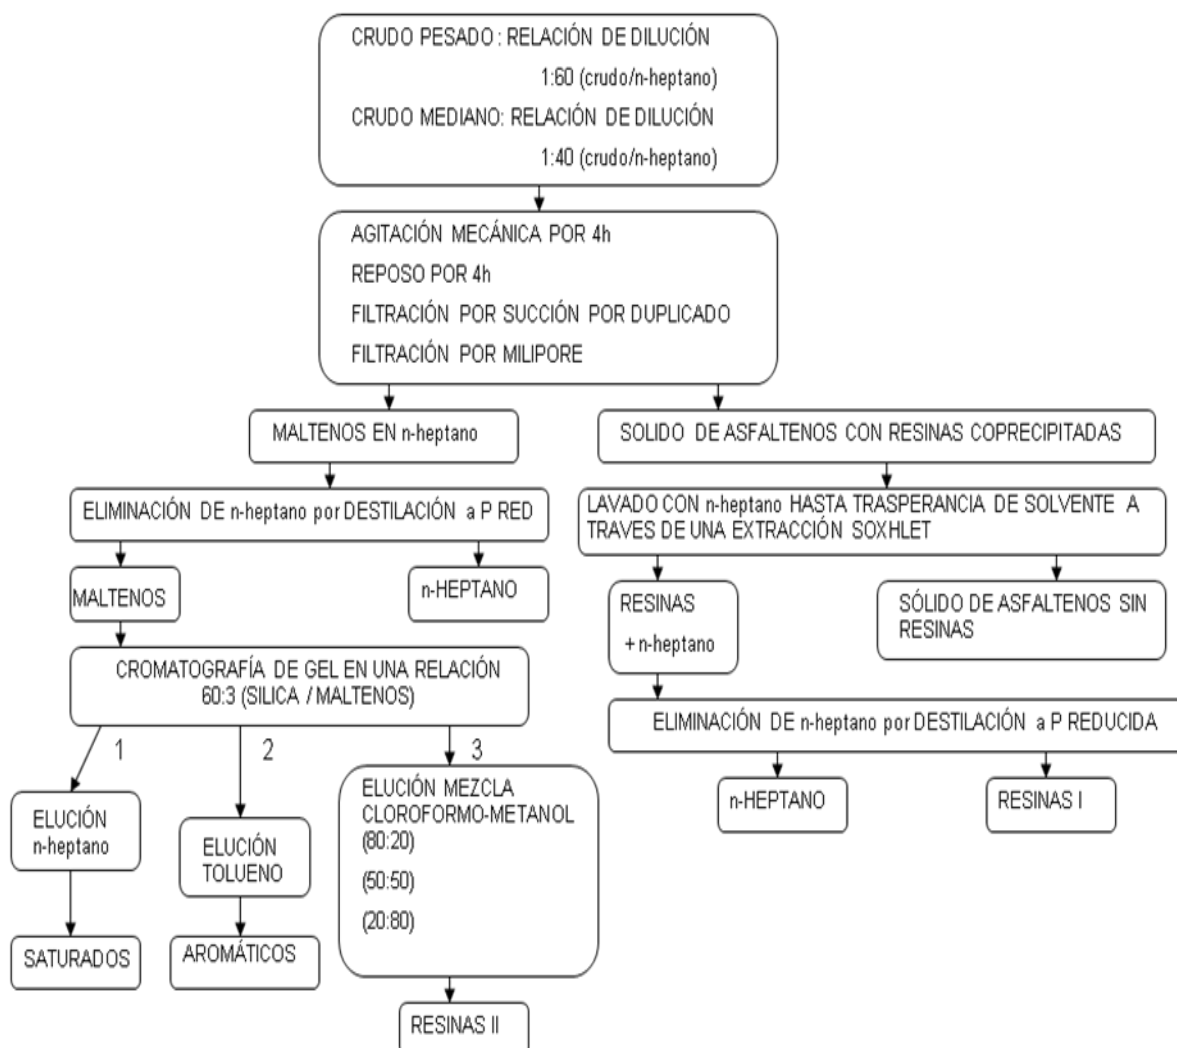 CRUDO PESADO : RELACIÓN DE DILUCIÓN
1:60 (crudo/n-heptano)
CRUDO MEDIANO: RELACIÓN DE DILUCIÓN
1:40 (crudo/n-heptano)
AGITACIÓN MECÁNICA POR 4h
REPOSO POR 4h
FILTRACIÓN POR SUCCIÓN POR DUPLICADO
FILTRACIÓN POR MILIPORE
MALTENOS EN n-heptano
SOLIDO DE ASFALTENOS CON RESINAS COPRECIPITADAS
ELIMINACIÓN DE n-heptano por DESTILACIÓN a P RED
LAVADO CON n-heptano HASTA TRASPERANCIA DE SOLVENTE A
TRAVES DE UNA EXTRACCIÓN SOXHLET
MALTENOS
n-HEPTANO
RESINAS
+ n-heptano
SÓLIDO DE ASFALTENOS SIN
RESINAS
CROMATOGRAFÍA DE GEL EN UNA RELACIÓN
60:3 (SILICA / MALTENOS)
ELIMINACIÓN DE n-heptano por DESTILACIÓN a P REDUCIDA
1
2
3
n-HEPTANO
RESINAS I
ELUCIÓN
n-heptano
ELUCIÓN
TOLUENO
ELUCIÓN MEZCLA
CLOROFORMO-METANOL
(80:20)
(50:50)
(20:80)
SATURADOS
AROMÁTICOS
RESINAS II